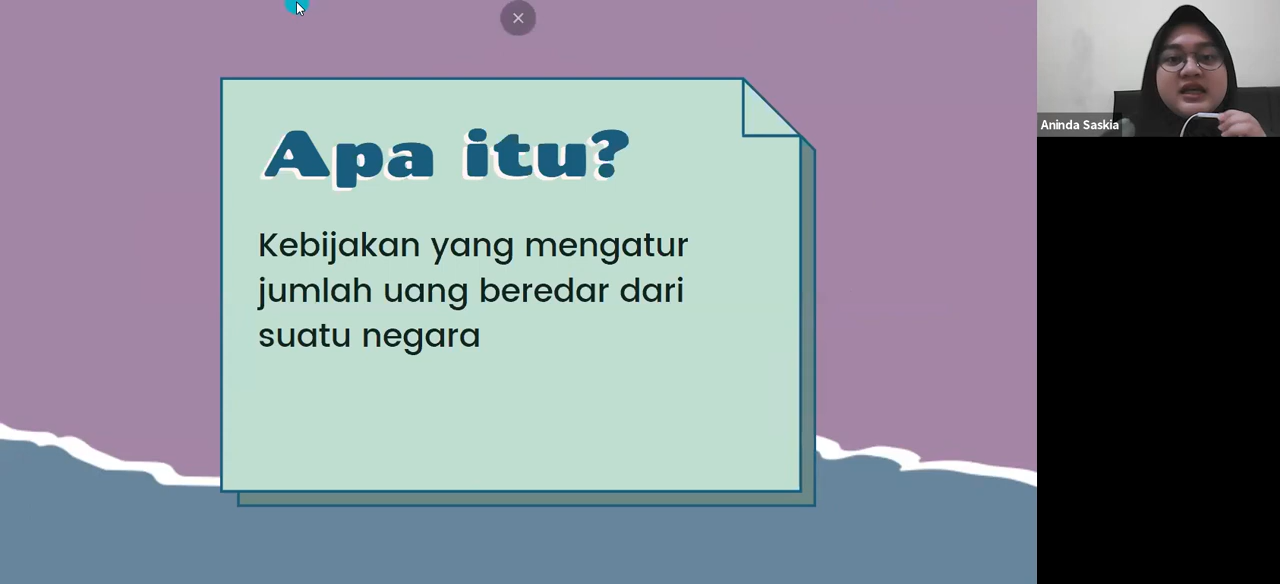 Apa itu?
Kebijakan yang mengatur
jumlah uang beredar dari
suatu negara
Aninda Saskia